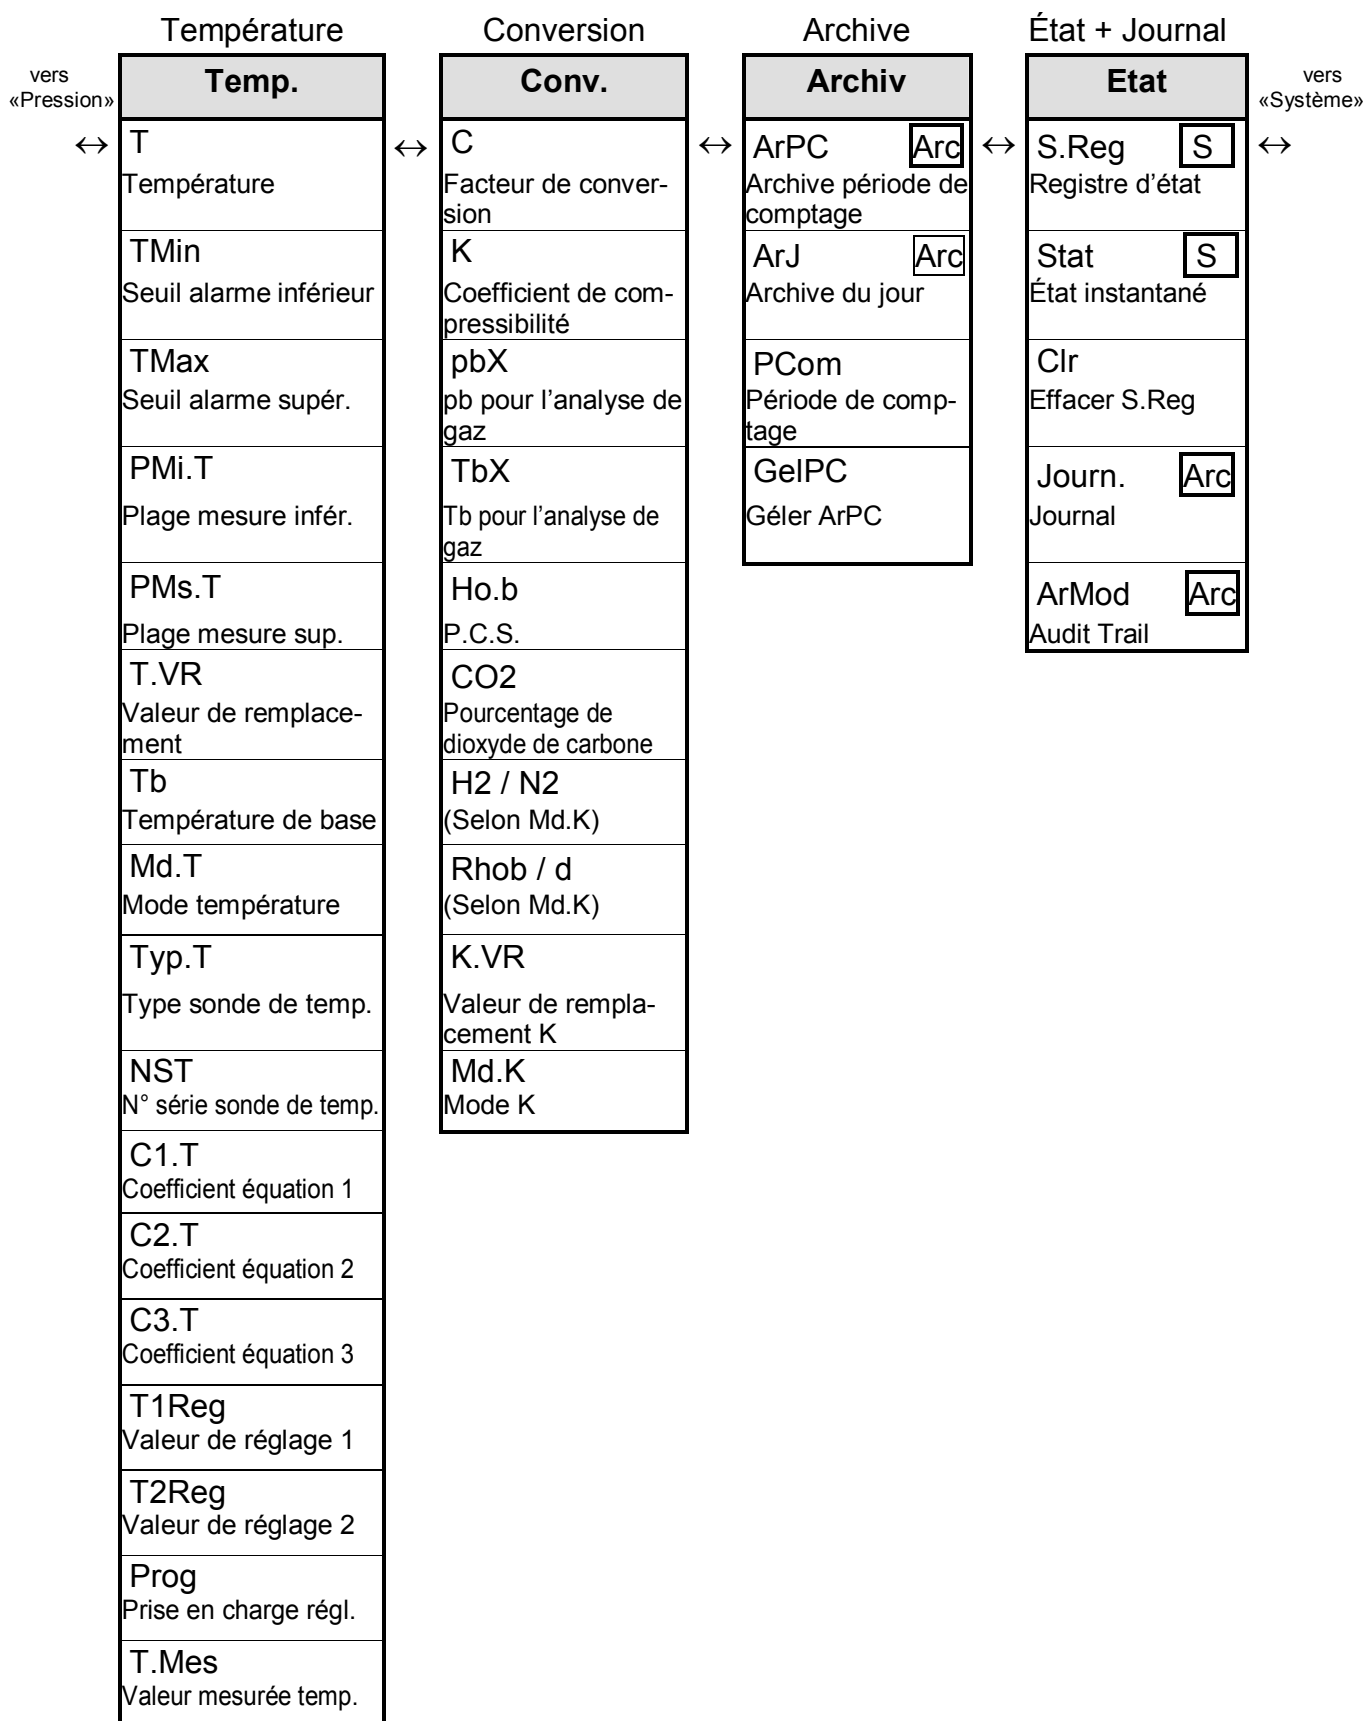 Température
Conversion
Archive
État + Journal
vers
«Pression»
Temp.
Conv.
Archiv
Etat
vers
«Système»
↔
T
Température
TMin
Seuil alarme inférieur
TMax
Seuil alarme supér.
PMi.T
Plage mesure infér.
PMs.T
Plage mesure sup.
T.VR
Valeur de remplace-
ment
Tb
Température de base
Md.T
Mode température
Typ.T
Type sonde de temp.
NST
N° série sonde de temp.
C1.T
Coefficient équation 1
C2.T
Coefficient équation 2
C3.T
Coefficient équation 3
T1Reg
Valeur de réglage 1
T2Reg
Valeur de réglage 2
Prog
Prise en charge régl.
T.Mes
Valeur mesurée temp.
↔
C
Facteur de conver-
sion
K
Coefficient de com-
pressibilité
pbX
pb pour l’analyse de
gaz
TbX
Tb pour l’analyse de
gaz
Ho.b
P.C.S.
CO2
Pourcentage de
dioxyde de carbone
H2 / N2
(Selon Md.K)
Rhob / d
(Selon Md.K)
K.VR
Valeur de rempla-
cement K
Md.K
Mode K
↔
ArPC Arc
Archive période de
comptage
ArJ Arc
Archive du jour
PCom
Période de comp-
tage
GelPC
Géler ArPC
↔
S.Reg S
Registre d’état
Stat S
État instantané
Clr
Effacer S.Reg
Journ. Arc
Journal
ArMod Arc
Audit Trail
↔